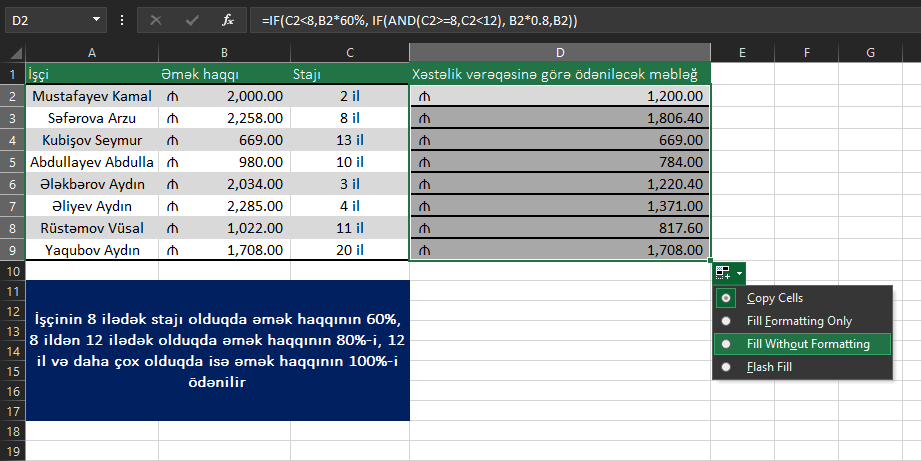 D2 fx =IF(C2<8,B2*60%, IF(AND(C2>=8,C2<12), B2*0.8,B2))
A B C D E F G
1 İşçi Əmək haqqı Stajı Xəstəlik vərəqəsinə görə ödəniləcək məbləğ
2 Mustafayev Kamal ₼ 2,000.00 2 il ₼ 1,200.00
3 Səfərova Arzu ₼ 2,258.00 8 il ₼ 1,806.40
4 Kubişov Seymur ₼ 669.00 13 il ₼ 669.00
5 Abdullayev Abdulla ₼ 980.00 10 il ₼ 784.00
6 Ələkbərov Aydın ₼ 2,034.00 3 il ₼ 1,220.40
7 Əliyev Aydın ₼ 2,285.00 4 il ₼ 1,371.00
8 Rüstəmov Vüsal ₼ 1,022.00 11 il ₼ 817.60
9 Yaqubov Aydın ₼ 1,708.00 20 il ₼ 1,708.00
10
11
12 İşçinin 8 ilədək stajı olduqda əmək haqqının 60%,
13 8 ildən 12 ilədək olduqda əmək haqqının 80%-i, 12
14 il və daha çox olduqda isə əmək haqqının 100%-i
15 ödənilir
16
17
18
19
Copy Cells
Fill Formatting Only
Fill Without Formatting
Flash Fill